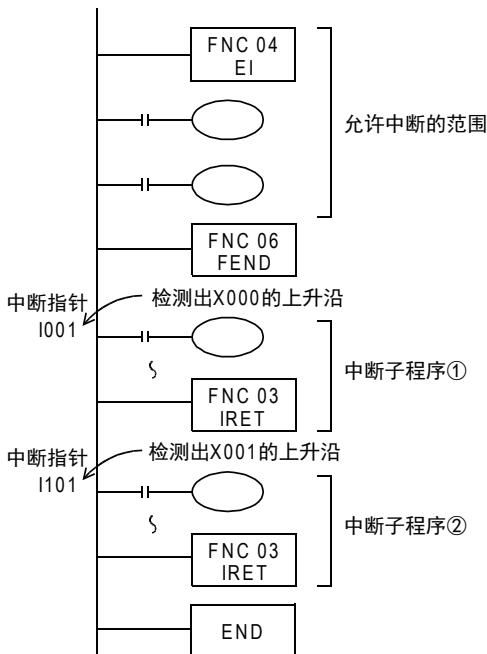 FNC 04
EI
允许中断的范围
FNC 06
FEND
中断指针
I001
检测出X000的上升沿
中断子程序①
FNC 03
IRET
中断指针
I101
检测出X001的上升沿
中断子程序②
FNC 03
IRET
END